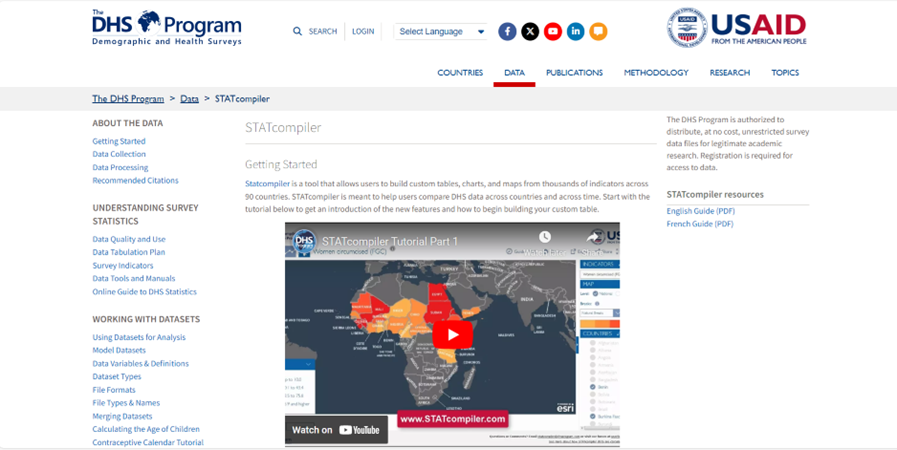 The
DHS Program
Demographic and Health Surveys
SEARCH
LOGIN
Select Language
USAID
FROM THE AMERICAN PEOPLE
COUNTRIES
DATA
PUBLICATIONS
METHODOLOGY
RESEARCH
TOPICS
The DHS Program > Data > STATcompiler
ABOUT THE DATA
Getting Started
Data Collection
Data Processing
Recommended Citations
UNDERSTANDING SURVEY
STATISTICS
Data Quality and Use
Data Tabulation Plan
Survey Indicators
Data Tools and Manuals
Online Guide to DHS Statistics
WORKING WITH DATASETS
Using Datasets for Analysis
Model Datasets
Data Variables & Definitions
Dataset Types
File Formats
File Types & Names
Merging Datasets
Calculating the Age of Children
Contraceptive Calendar Tutorial
STATcompiler
Getting Started
Statcompiler is a tool that allows users to build custom tables, charts, and maps from thousands of indicators across
90 countries. STATcompiler is meant to help users compare DHS data across countries and across time. Start with the
tutorial below to get an introduction of the new features and how to begin building your custom table.
DHS
STATcompiler Tutorial Part 1
Women circumcised (FGC)
TURKEY
INDIA
INDICATORS
MAP
COUNTRIES
esri
www.STATcompiler.com
Watch on YouTube
The DHS Program is authorized to
distribute, at no cost, unrestricted survey
data files for legitimate academic
research. Registration is required for
access to data.
STATcompiler resources
English Guide (PDF)
French Guide (PDF)